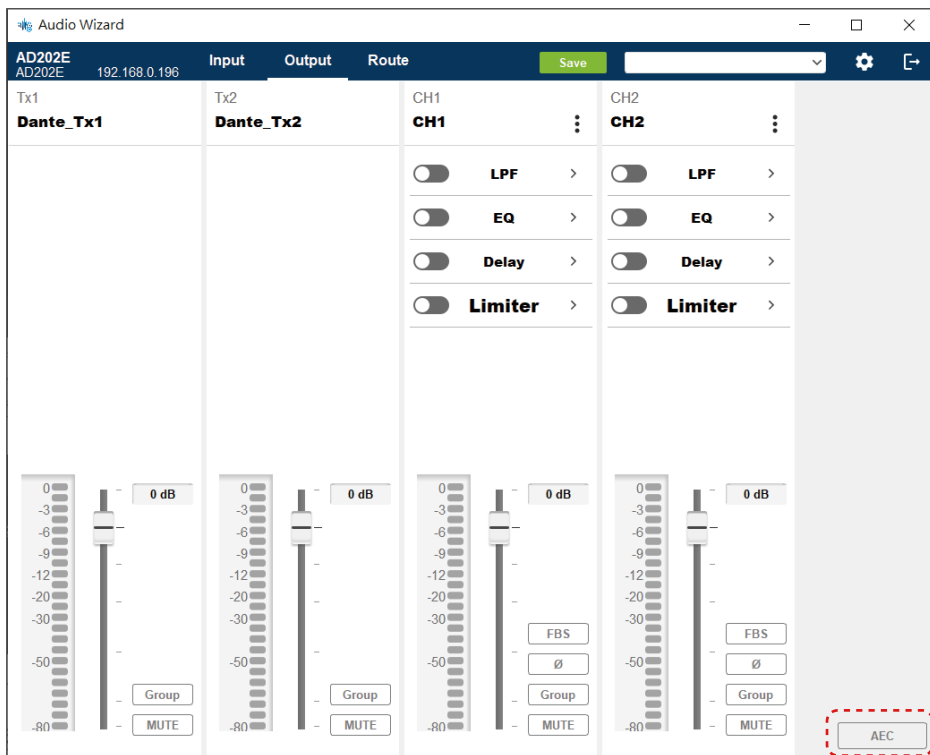 Audio Wizard
AD202E
AD202E 192.168.0.196
Input Output Route
Save
Tx1 Tx2 CH1 CH2
Dante_Tx1 Dante_Tx2 CH1 CH2
LPF LPF
EQ EQ
Delay Delay
Limiter Limiter
0 0 dB 0 0 dB 0 0 dB 0 0 dB
-3 -3 -3 -3
-6 -6 -6 -6
-9 -9 -9 -9
-12 -12 -12 -12
-20 -20 -20 -20
-30 -30 -30 -30
FBS FBS
-50 -50 -50 Ø -50 Ø
Group Group Group Group
-80 MUTE -80 MUTE -80 MUTE -80 MUTE
AEC